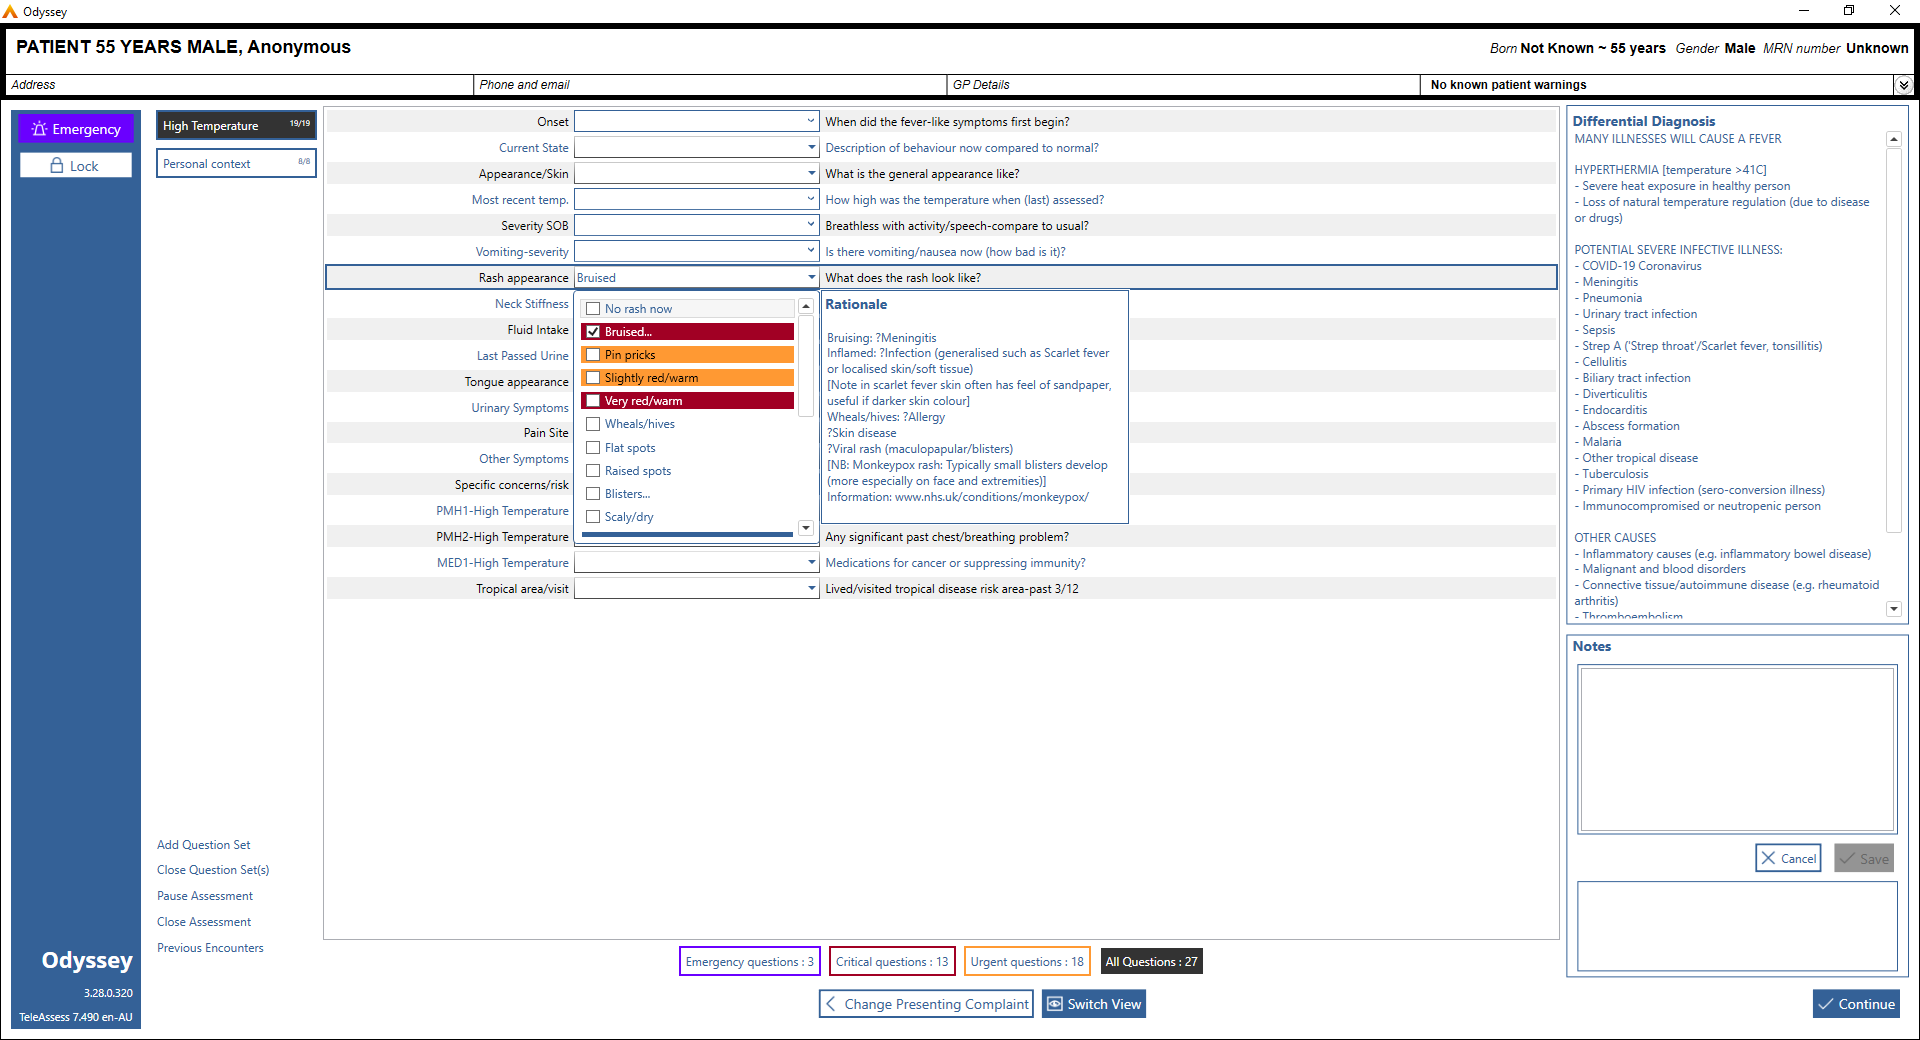 Odyssey
PATIENT 55 YEARS MALE, Anonymous
Born Not Known ~ 55 years Gender Male MRN number Unknown
Address
Phone and email
GP Details
No known patient warnings
Emergency
Lock
High Temperature 19/19
Personal context 8/8
Onset When did the fever-like symptoms first begin?
Current State Description of behaviour now compared to normal?
Appearance/Skin What is the general appearance like?
Most recent temp. How high was the temperature when (last) assessed?
Severity SOB Breathless with activity/speech-compare to usual?
Vomiting-severity Is there vomiting/nausea now (how bad is it)?
Rash appearance Bruised What does the rash look like?
Neck Stiffness
Fluid Intake
Last Passed Urine
Tongue appearance
Urinary Symptoms
Pain Site
Other Symptoms
Specific concerns/risk
PMH1-High Temperature
PMH2-High Temperature Any significant past chest/breathing problem?
MED1-High Temperature Medications for cancer or suppressing immunity?
Tropical area/visit Lived/visited tropical disease risk area-past 3/12
No rash now
Bruised...
Pin pricks
Slightly red/warm
Very red/warm
Wheals/hives
Flat spots
Raised spots
Blisters...
Scaly/dry
Rationale
Bruising: ?Meningitis
Inflamed: ?Infection (generalised such as Scarlet fever
or localised skin/soft tissue)
[Note in scarlet fever skin often has feel of sandpaper,
useful if darker skin colour]
Wheals/hives: ?Allergy
?Skin disease
?Viral rash (maculopapular/blisters)
[NB: Monkeypox rash: Typically small blisters develop
(more especially on face and extremities)]
Information: www.nhs.uk/conditions/monkeypox/
Differential Diagnosis
MANY ILLNESSES WILL CAUSE A FEVER
HYPERTHERMIA [temperature >41C]
- Severe heat exposure in healthy person
- Loss of natural temperature regulation (due to disease
or drugs)
POTENTIAL SEVERE INFECTIVE ILLNESS:
- COVID-19 Coronavirus
- Meningitis
- Pneumonia
- Urinary tract infection
- Sepsis
- Strep A ('Strep throat'/Scarlet fever, tonsillitis)
- Cellulitis
- Biliary tract infection
- Diverticulitis
- Endocarditis
- Abscess formation
- Malaria
- Other tropical disease
- Tuberculosis
- Primary HIV infection (sero-conversion illness)
- Immunocompromised or neutropenic person
OTHER CAUSES
- Inflammatory causes (e.g. inflammatory bowel disease)
- Malignant and blood disorders
- Connective tissue/autoimmune disease (e.g. rheumatoid
arthritis)
- Thromboembolism
Notes
Cancel
Save
Add Question Set
Close Question Set(s)
Pause Assessment
Close Assessment
Previous Encounters
Odyssey
3.28.0.320
TeleAssess 7.490 en-AU
Emergency questions : 3
Critical questions : 13
Urgent questions : 18
All Questions : 27
Change Presenting Complaint
Switch View
Continue